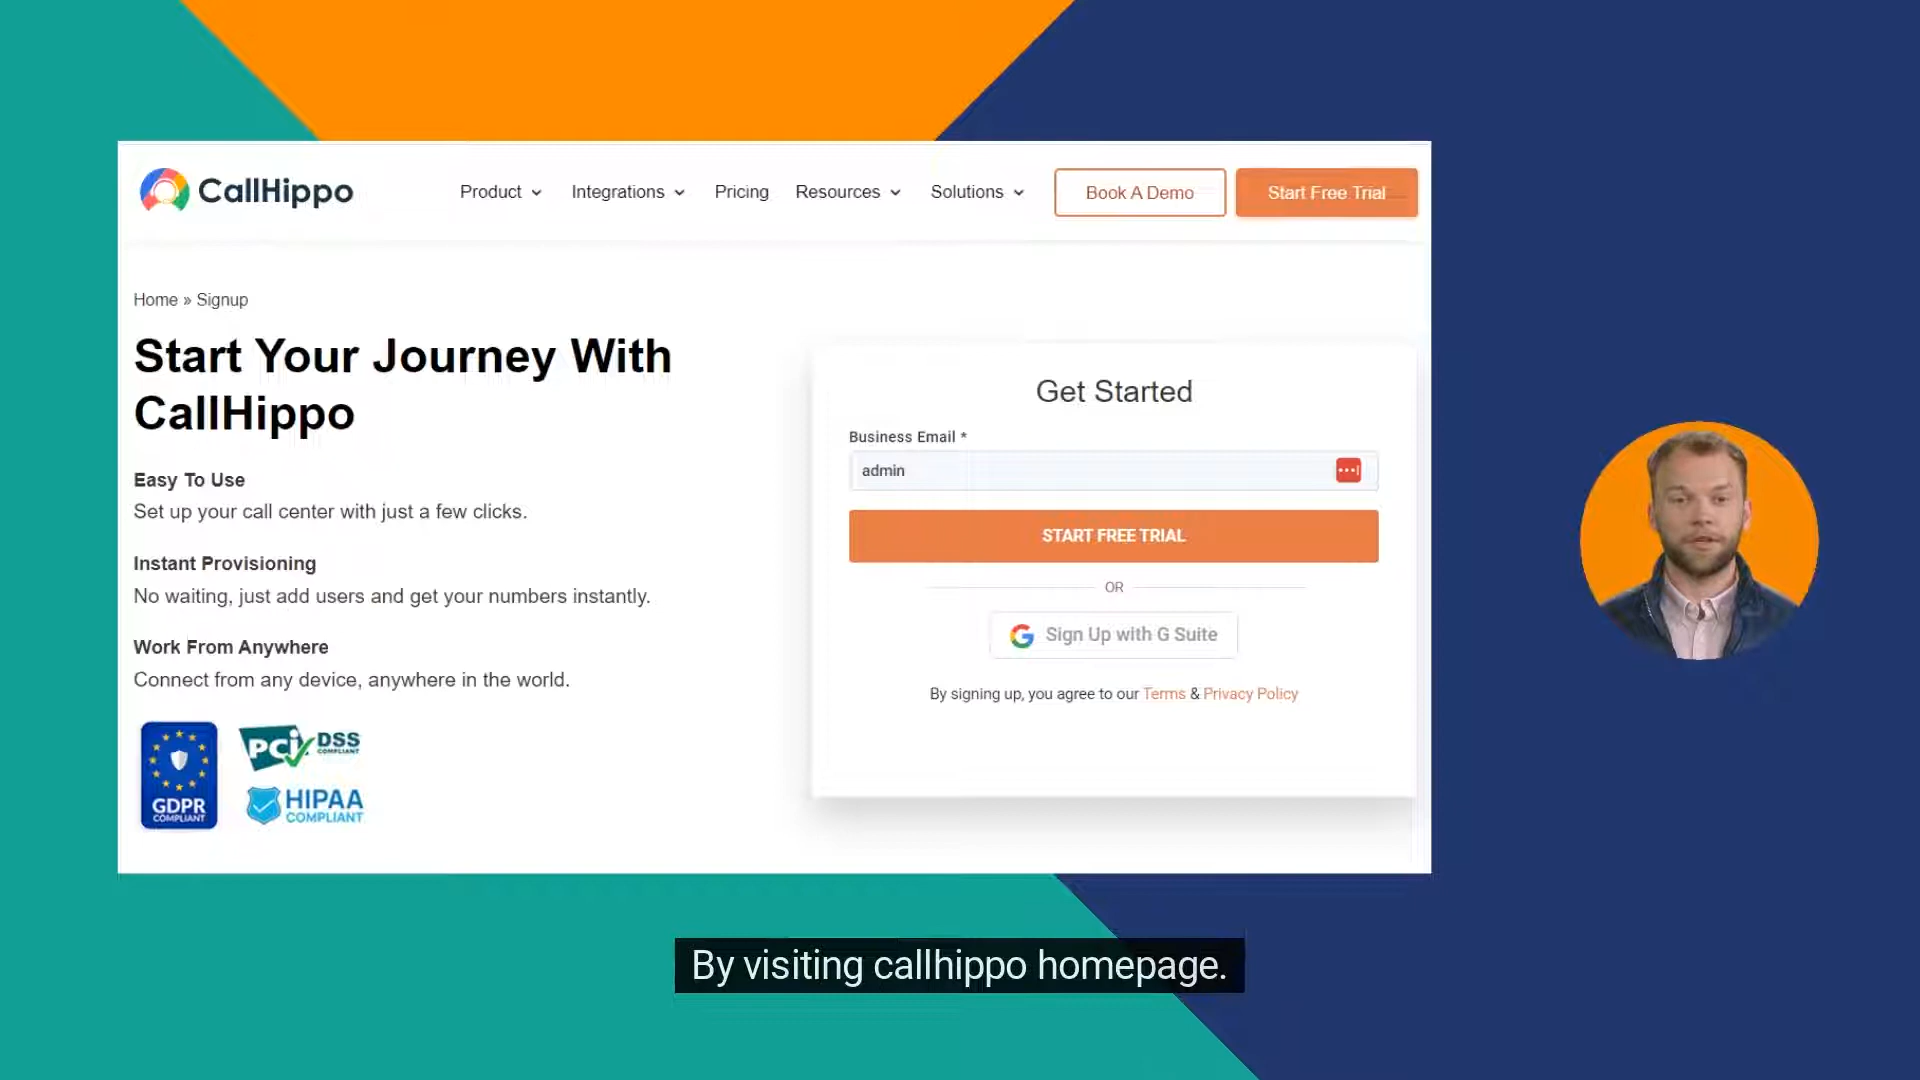 CallHippo
Product
Integrations
Pricing
Resources
Solutions
Book A Demo
Start Free Trial
Home » Signup
Start Your Journey With
CallHippo
Easy To Use
Set up your call center with just a few clicks.
Instant Provisioning
No waiting, just add users and get your numbers instantly.
Work From Anywhere
Connect from any device, anywhere in the world.
GDPR
COMPLIANT
PCi DSS
COMPLIANT
HIPAA
COMPLIANT
Get Started
Business Email *
admin
START FREE TRIAL
OR
Sign Up with G Suite
By signing up, you agree to our Terms & Privacy Policy
By visiting callhippo homepage.